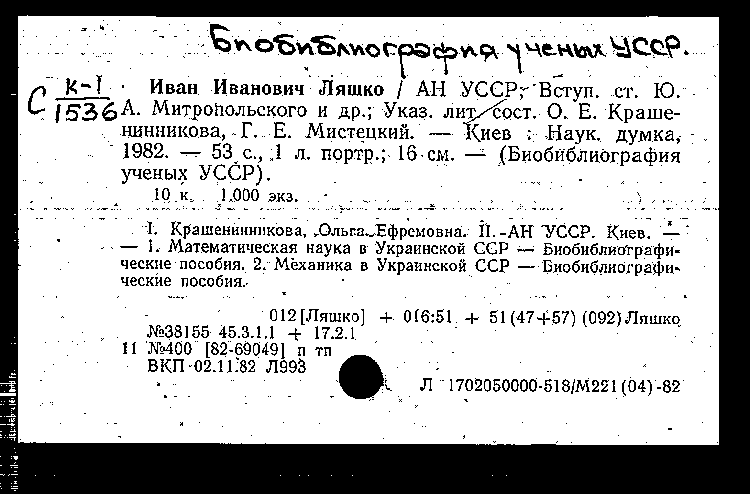 Биобиблиография ученых УССР.
С К-1
1536
Иван Иванович Ляшко / АН УССР; Вступ. ст. Ю.
А. Митропольского и др.; Указ. лит. сост. О. Е. Краше-
нинникова, Г. Е. Мистецкий. — Киев : Наук. думка,
1982. — 53 с., 1 л. портр.; 16 см. — (Биобиблиография
ученых УССР).
10 к. 1.000 экз.
I. Крашенинникова, Ольга Ефремовна. II. АН УССР. Киев. —
— 1. Математическая наука в Украинской ССР — Биобиблиографи-
ческие пособия. 2. Механика в Украинской ССР — Биобиблиографи-
ческие пособия.
012[Ляшко] + 016:51 + 51(47+57) (092)Ляшко
№38155 45.3.1.1 + 17.2.1
11 №400 [82-69049] п тп
ВКП 02.11.82 Л993
Л 1702050000-518/М221(04)-82